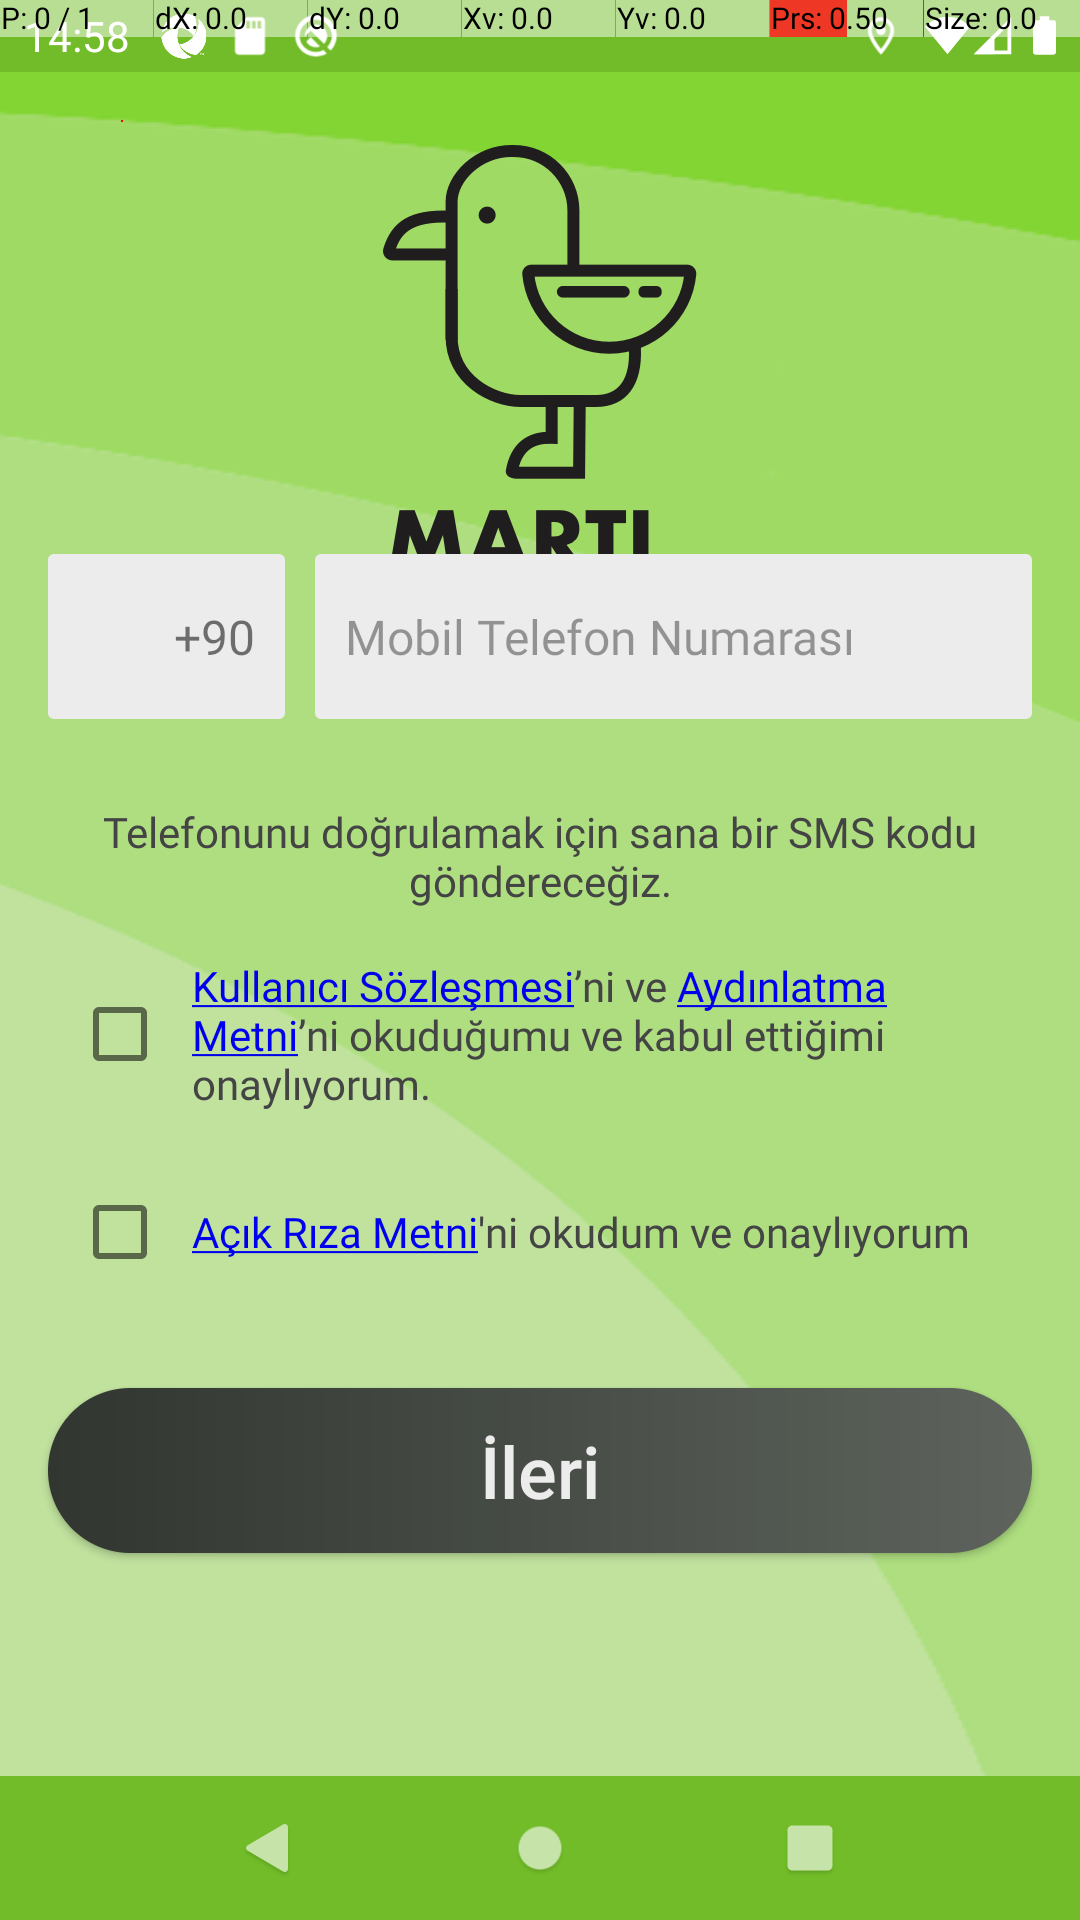 P: 0 / 1 dX: 0.0 dY: 0.0 Xv: 0.0 Yv: 0.0 Prs: 0.50 Size: 0.0
14:58
MARTI
+90 Mobil Telefon Numarası
Telefonunu doğrulamak için sana bir SMS kodu
göndereceğiz.
Kullanıcı Sözleşmesi’ni ve Aydınlatma
Metni’ni okuduğumu ve kabul ettiğimi
onaylıyorum.
Açık Rıza Metni'ni okudum ve onaylıyorum
İleri